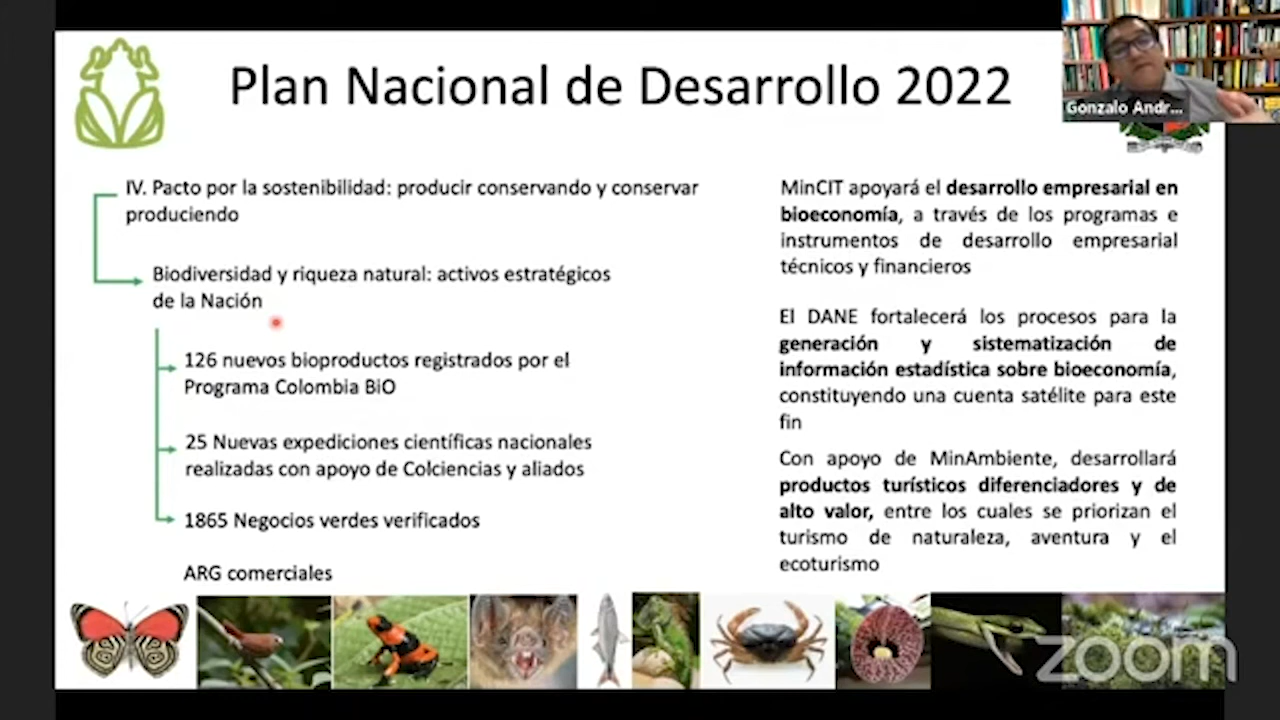 Plan Nacional de Desarrollo 2022
Gonzalo Andr...
IV. Pacto por la sostenibilidad: producir conservando y conservar
produciendo
Biodiversidad y riqueza natural: activos estratégicos
de la Nación
126 nuevos bioproductos registrados por el
Programa Colombia BiO
25 Nuevas expediciones científicas nacionales
realizadas con apoyo de Colciencias y aliados
1865 Negocios verdes verificados
ARG comerciales
MinCIT apoyará el desarrollo empresarial en
bioeconomía, a través de los programas e
instrumentos de desarrollo empresarial
técnicos y financieros
El DANE fortalecerá los procesos para la
generación y sistematización de
información estadística sobre bioeconomía,
constituyendo una cuenta satélite para este
fin
Con apoyo de MinAmbiente, desarrollará
productos turísticos diferenciadores y de
alto valor, entre los cuales se priorizan el
turismo de naturaleza, aventura y el
ecoturismo
zoom